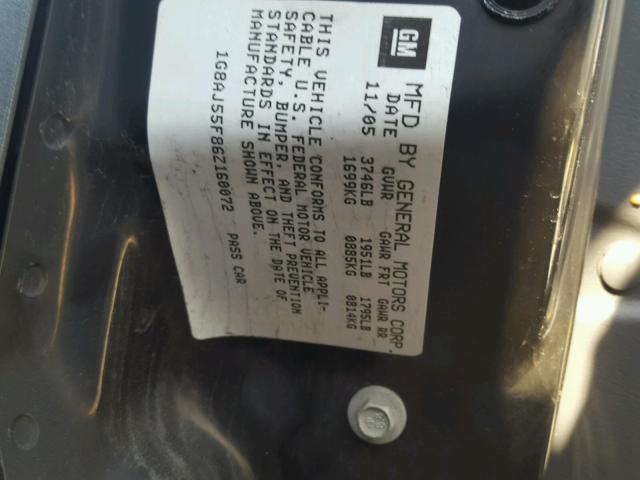 GM
MFD BY GENERAL MOTORS CORP.
DATE GVWR GAWR FRT GAWR RR
11/05 3746LB 1951LB 1795LB
1699KG 0885KG 0814KG
THIS VEHICLE CONFORMS TO ALL APPLI-
CABLE U.S. FEDERAL MOTOR VEHICLE
SAFETY, BUMPER, AND THEFT PREVENTION
STANDARDS IN EFFECT ON THE DATE OF
MANUFACTURE SHOWN ABOVE.
1G8AJ55F86Z160072 PASS CAR